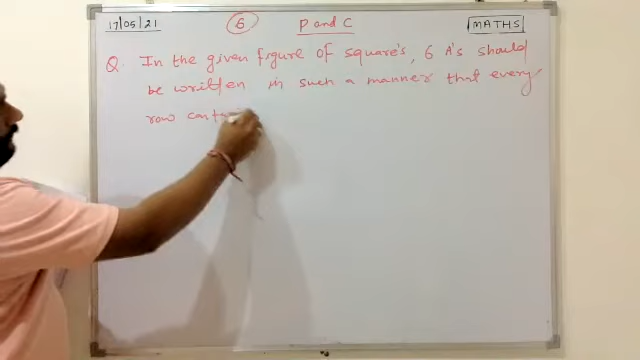 17/05/21 6 P and C MATHS
Q. In the given figure of square's, 6 A's should
be written in such a manner that every
row